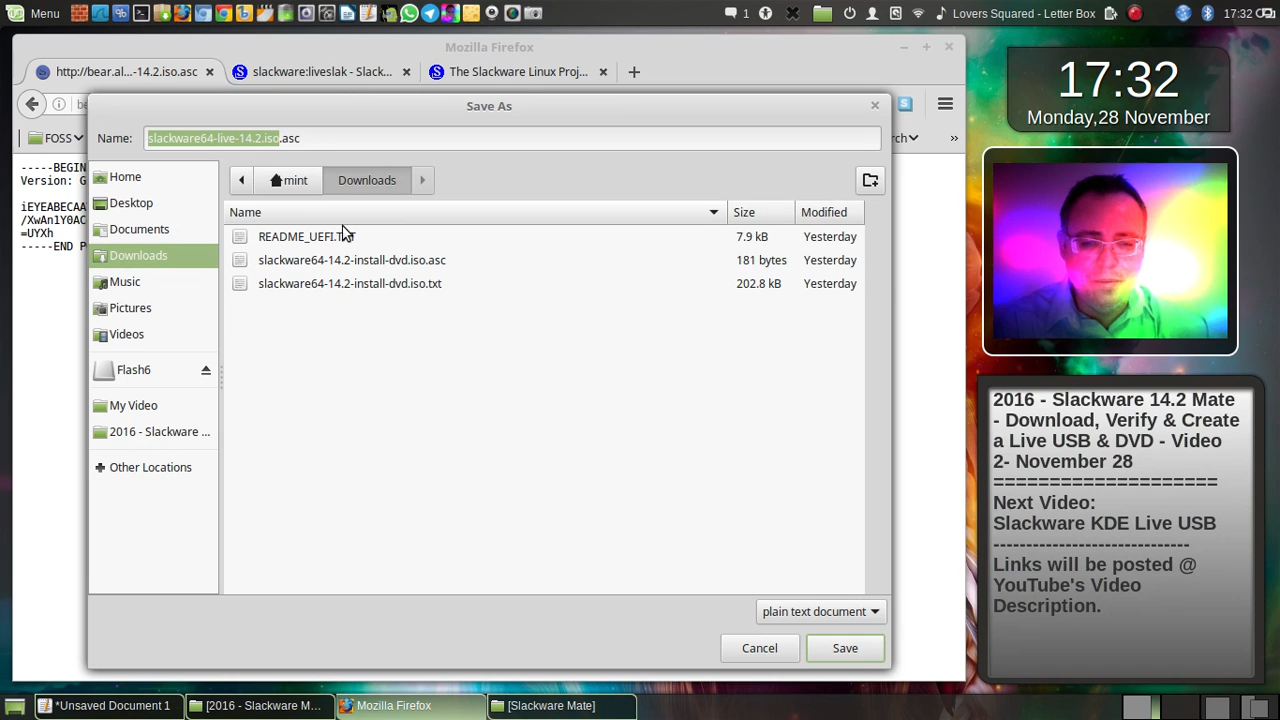 Menu
1
Lovers Squared - Letter Box
17:32
Mozilla Firefox
http://bear.al...-14.2.iso.asc
slackware:liveslak - Slack...
The Slackware Linux Proj...
be
FOSS
rch
-----BEGIN
Version: G
iEYEABECAA
/XwAn1Y0AC
=UYXh
-----END P
Save As
Name:
slackware64-live-14.2.iso.asc
Home
Desktop
Documents
Downloads
Music
Pictures
Videos
Flash6
My Video
2016 - Slackware ...
Other Locations
mint
Downloads
Name
Size
Modified
README_UEFI.TXT
7.9 kB
Yesterday
slackware64-14.2-install-dvd.iso.asc
181 bytes
Yesterday
slackware64-14.2-install-dvd.iso.txt
202.8 kB
Yesterday
plain text document
Cancel
Save
17:32
Monday,28 November
2016 - Slackware 14.2 Mate
- Download, Verify & Create
a Live USB & DVD - Video
2- November 28
====================
Next Video:
Slackware KDE Live USB
----------------------------
Links will be posted @
YouTube's Video
Description.
*Unsaved Document 1
[2016 - Slackware M...
Mozilla Firefox
[Slackware Mate]